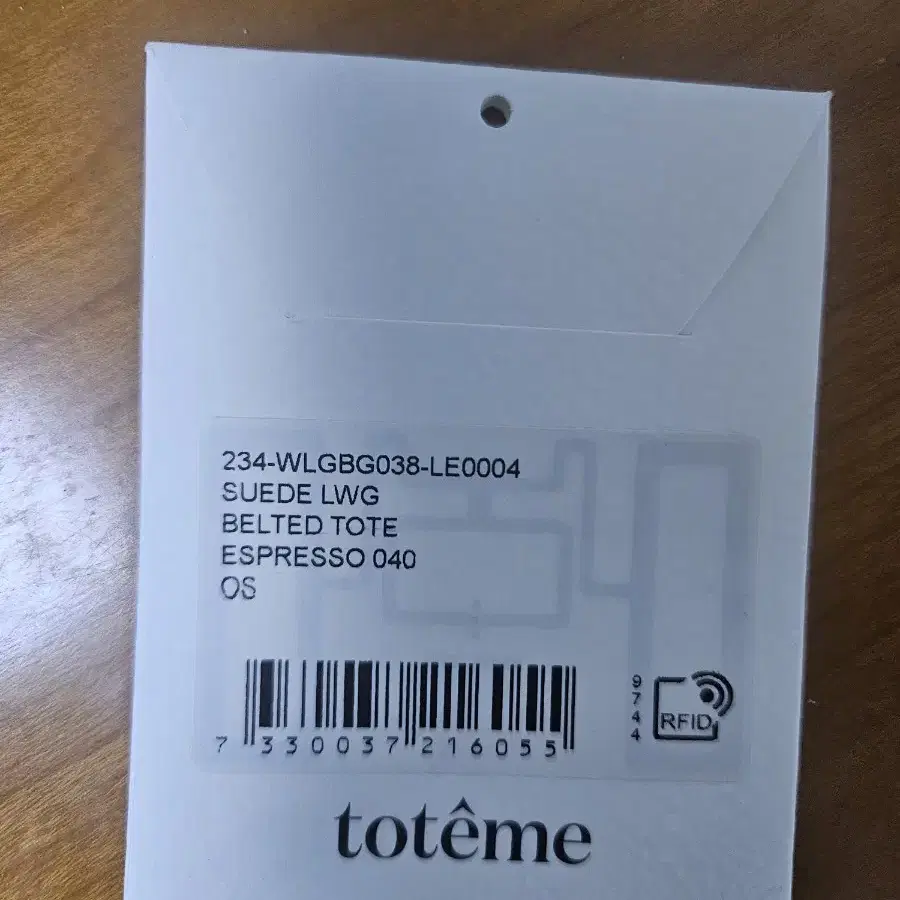 234-WLGBG038-LE0004
SUEDE LWG
BELTED TOTE
ESPRESSO 040
OS
7 330037 216055
9744
RFID
totême